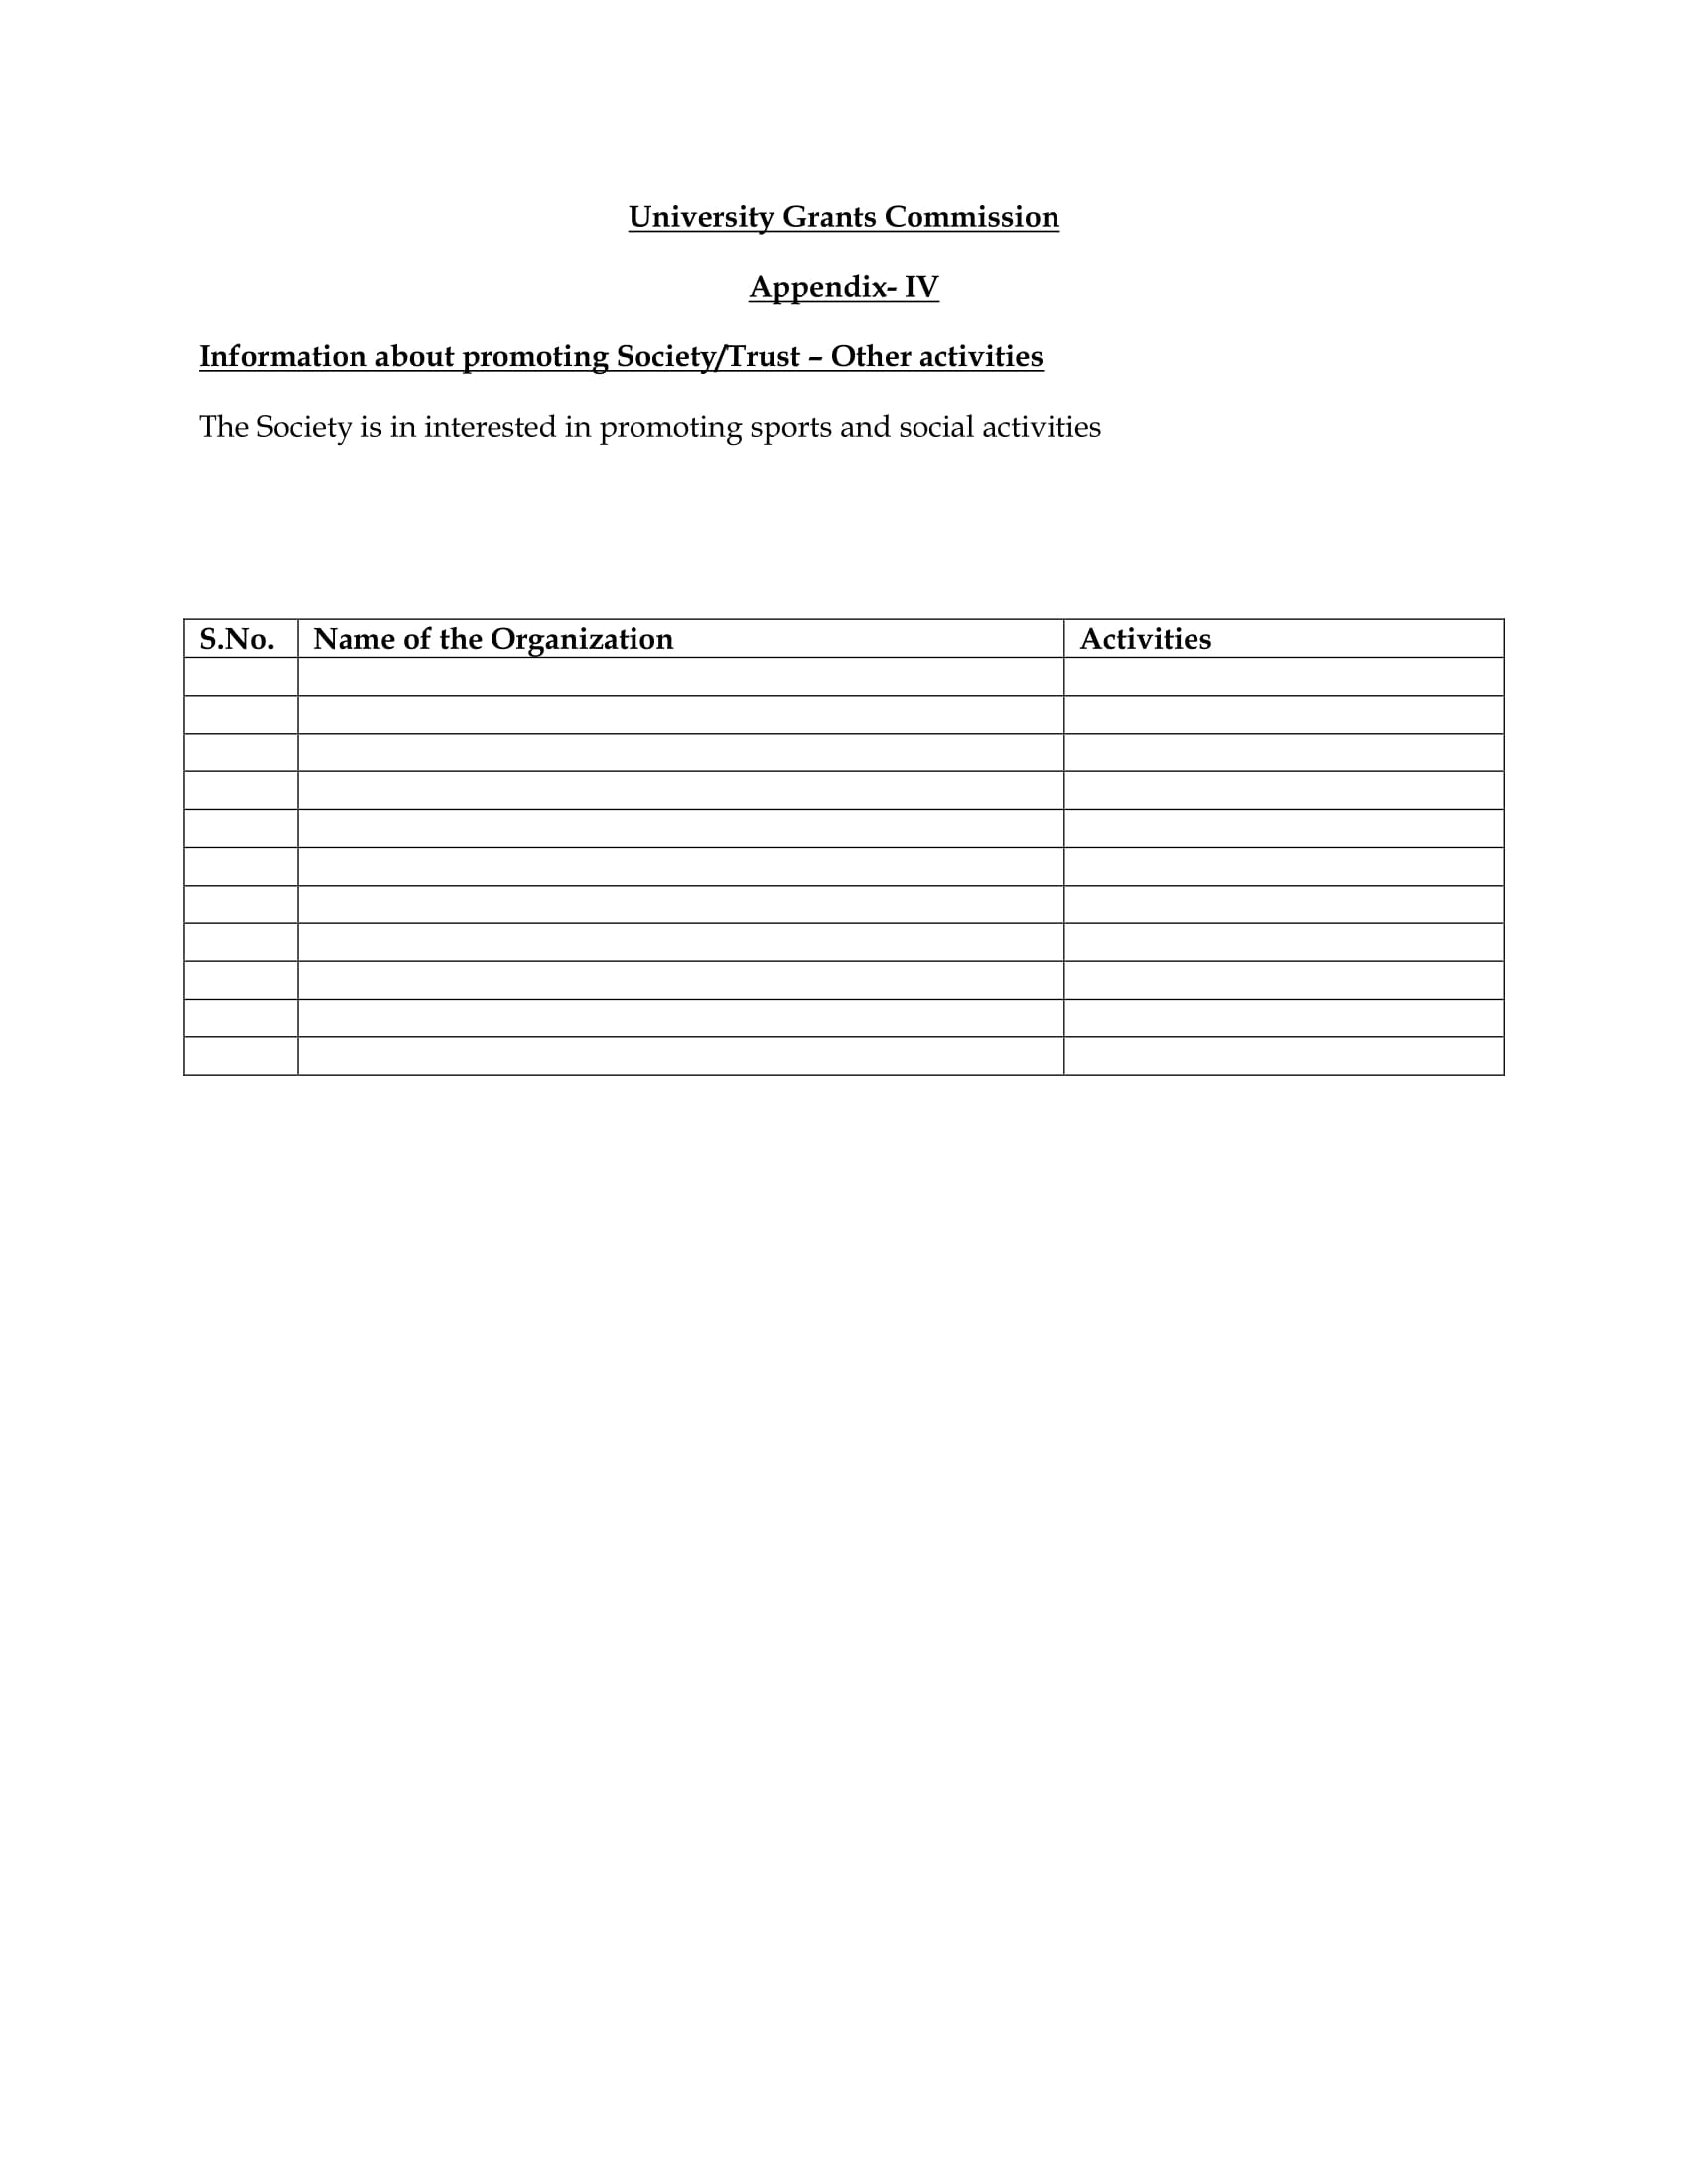 University Grants Commission
Appendix- IV
Information about promoting Society/Trust – Other activities
The Society is in interested in promoting sports and social activities
S.No. Name of the Organization Activities